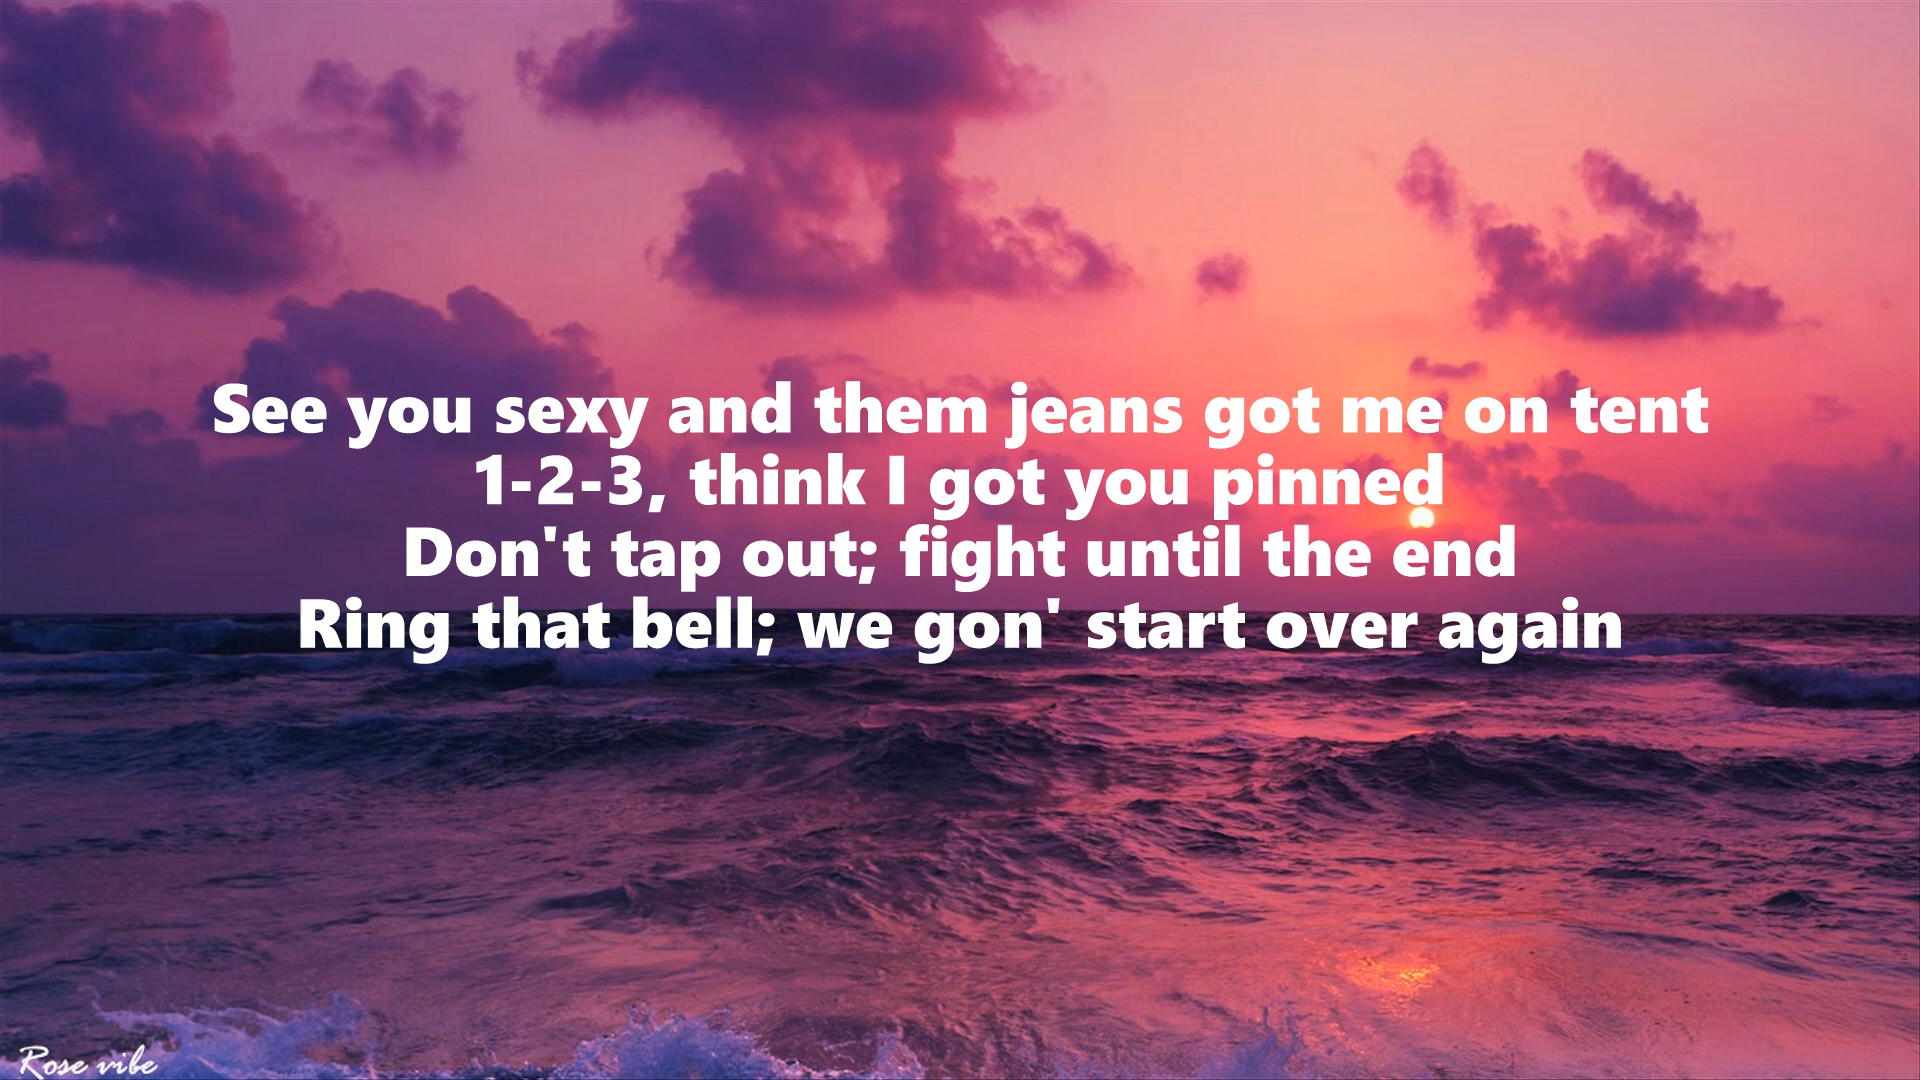 See you sexy and them jeans got me on tent
1-2-3, think I got you pinned
Don't tap out; fight until the end
Ring that bell; we gon' start over again
Rose vibe